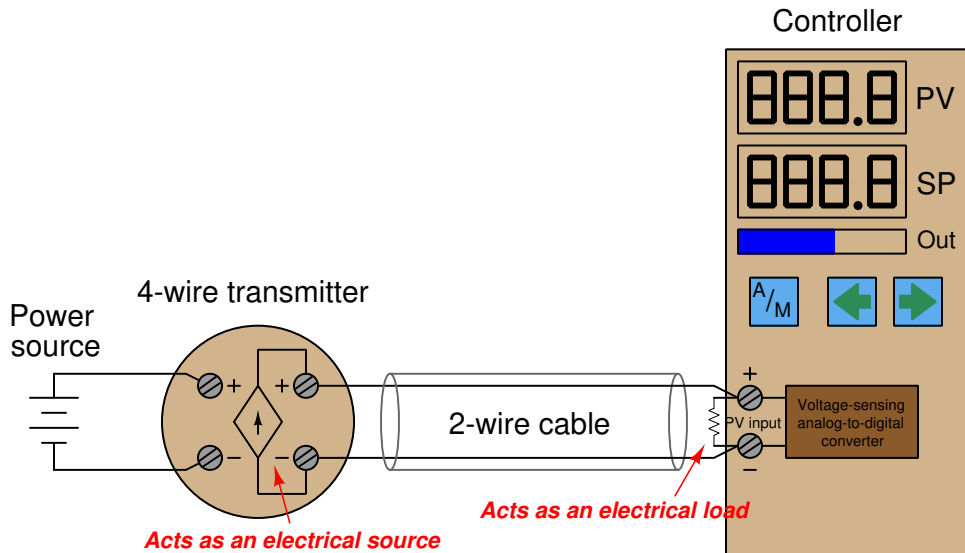 Controller
888.8
PV
888.8
SP
Out
A/M
4-wire transmitter
Power
source
+
+
+
2-wire cable
PV input
Voltage-sensing
analog-to-digital
converter
−
−
−
Acts as an electrical load
Acts as an electrical source